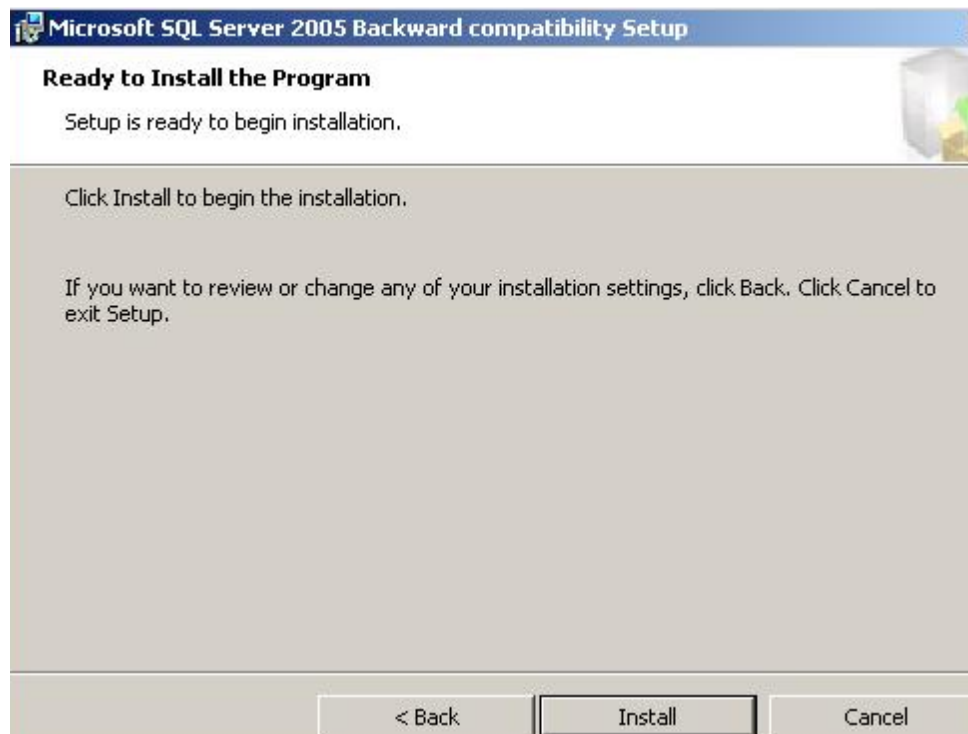 Microsoft SQL Server 2005 Backward compatibility Setup
Ready to Install the Program
Setup is ready to begin installation.
Click Install to begin the installation.
If you want to review or change any of your installation settings, click Back. Click Cancel to
exit Setup.
< Back
Install
Cancel